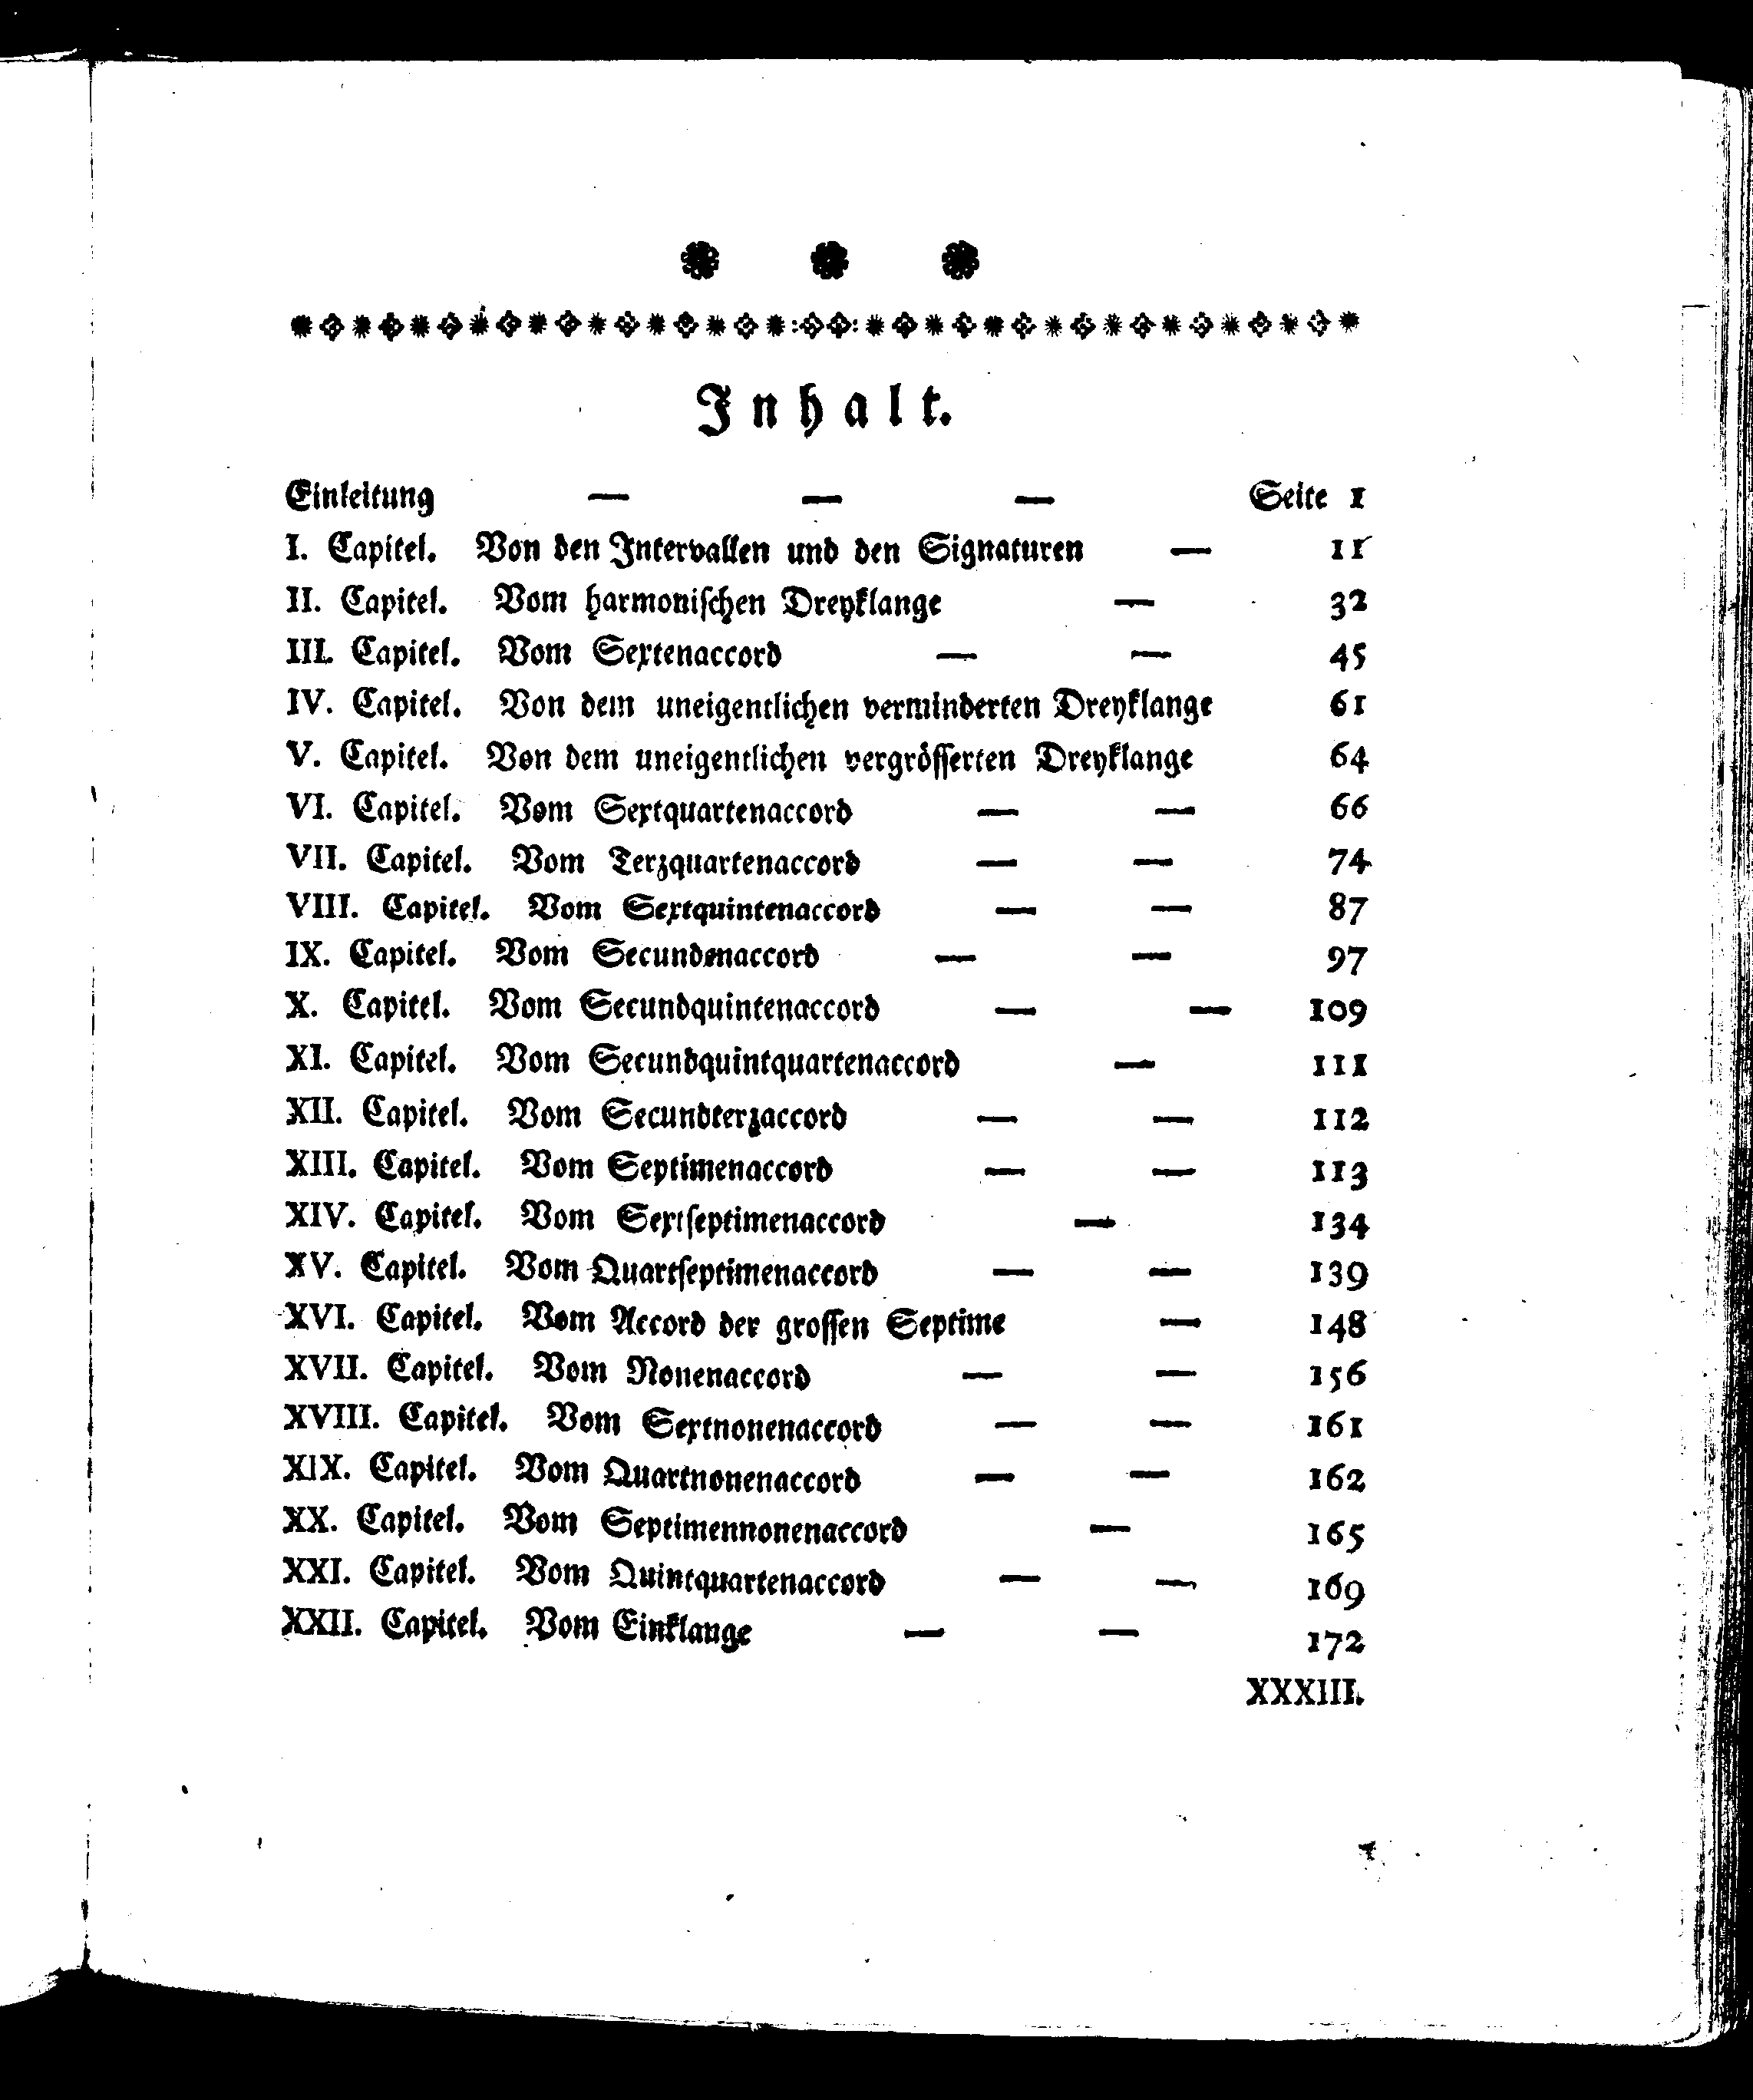 Inhalt.
Einleitung — — — Seite 1
I. Capitel. Von den Intervallen und den Signaturen — 11
II. Capitel. Vom harmonischen Dreyklange — 32
III. Capitel. Vom Sextenaccord — — 45
IV. Capitel. Von dem uneigentlichen verminderten Dreyklange 61
V. Capitel. Von dem uneigentlichen vergrösserten Dreyklange 64
VI. Capitel. Vom Sextquartenaccord — — 66
VII. Capitel. Vom Terzquartenaccord — — 74
VIII. Capitel. Vom Sextquintenaccord — — 87
IX. Capitel. Vom Secundenaccord — — 97
X. Capitel. Vom Secundquintenaccord — — 109
XI. Capitel. Vom Secundquintquartenaccord — 111
XII. Capitel. Vom Secundterzaccord — — 112
XIII. Capitel. Vom Septimenaccord — — 113
XIV. Capitel. Vom Sextseptimenaccord — 134
XV. Capitel. Vom Quartseptimenaccord — — 139
XVI. Capitel. Vom Accord der grossen Septime — 148
XVII. Capitel. Vom Nonenaccord — — 156
XVIII. Capitel. Vom Sextnonenaccord — — 161
XIX. Capitel. Vom Quartnonenaccord — — 162
XX. Capitel. Vom Septimennonenaccord — 165
XXI. Capitel. Vom Quintquartenaccord — — 169
XXII. Capitel. Vom Einklange — — 172
XXXIII.